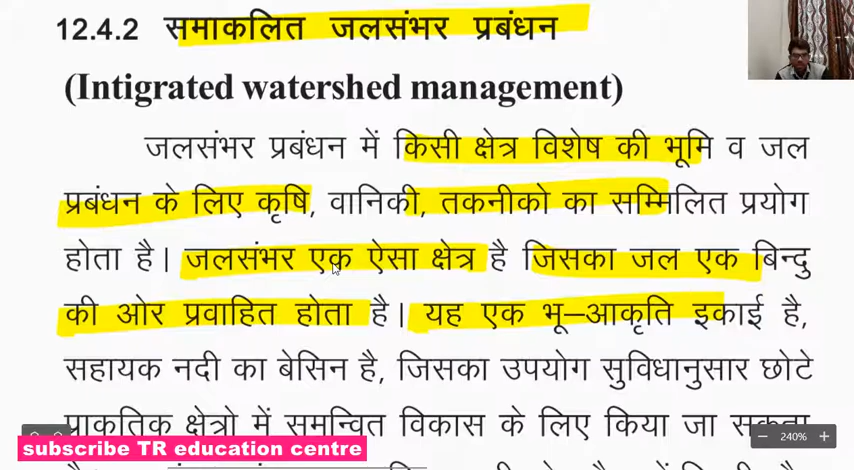 12.4.2 समाकलित जलसंभर प्रबंधन
(Intigrated watershed management)
जलसंभर प्रबंधन में किसी क्षेत्र विशेष की भूमि व जल
प्रबंधन के लिए कृषि, वानिकी, तकनीको का सम्मिलित प्रयोग
होता है। जलसंभर एक ऐसा क्षेत्र है जिसका जल एक बिन्दु
की ओर प्रवाहित होता है। यह एक भू–आकृति इकाई है,
सहायक नदी का बेसिन है, जिसका उपयोग सुविधानुसार छोटे
प्राकृतिक क्षेत्रो में समन्वित विकास के लिए किया जा सकता
subscribe TR education centre
240%